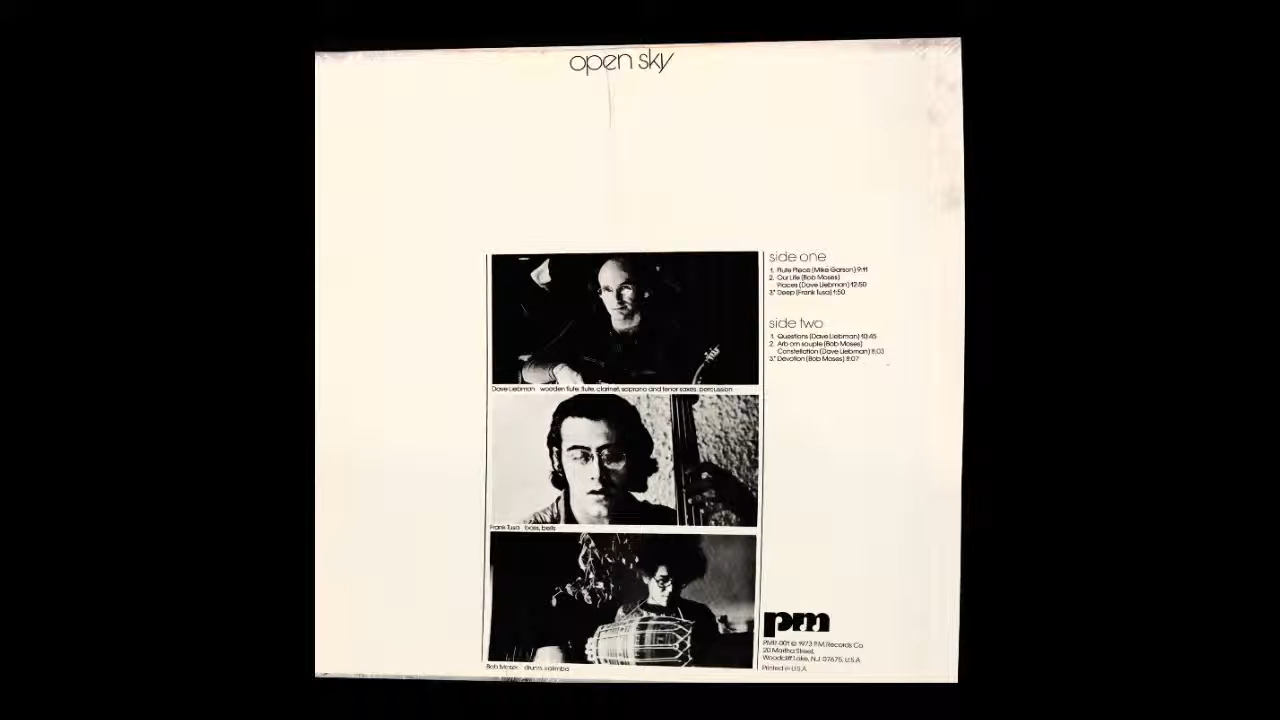 open sky
side one
1. Flute Piece (Mike Garson) 9:11
2. Our Life (Bob Moses)
Places (Dave Liebman) 12:50
3.* Deep (Frank Tusa) 1:50
side two
1. Questions (Dave Liebman) 10:45
2. Arb om souple (Bob Moses)
Constellation (Dave Liebman) 8:03
3.* Devotion (Bob Moses) 8:07
Dave Liebman wooden flute, flute, clarinet, soprano and tenor saxes, percussion
Frank Tusa bass, bells
Bob Moses drums, kalimba
pm
PMR-001 © 1973 P.M. Records Co.
20 Martha Street,
Woodcliff Lake, N.J. 07675, U.S.A.
Printed in U.S.A.